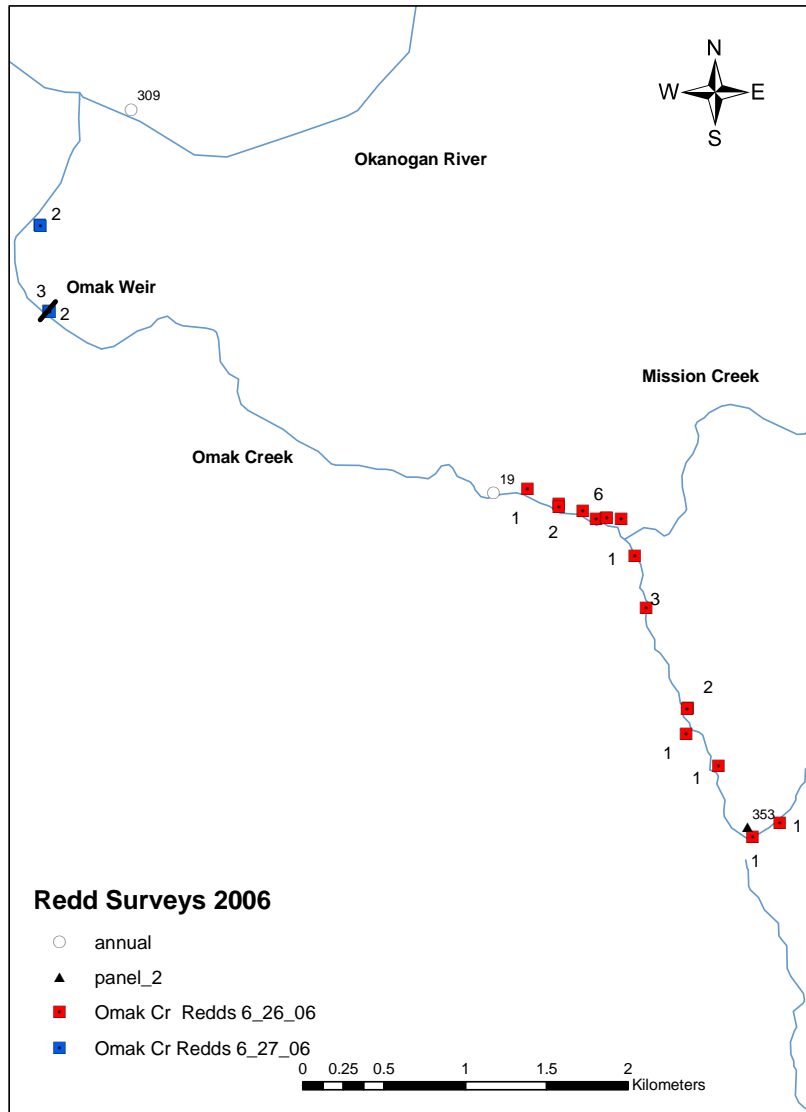 309
N
W E
S
Okanogan River
2
Omak Weir
3
2
Mission Creek
Omak Creek
19
6
1
2
1
3
2
1
1
353
1
1
Redd Surveys 2006
annual
panel_2
Omak Cr  Redds 6_26_06
Omak Cr Redds 6_27_06
0 0.25 0.5 1 1.5 2
Kilometers